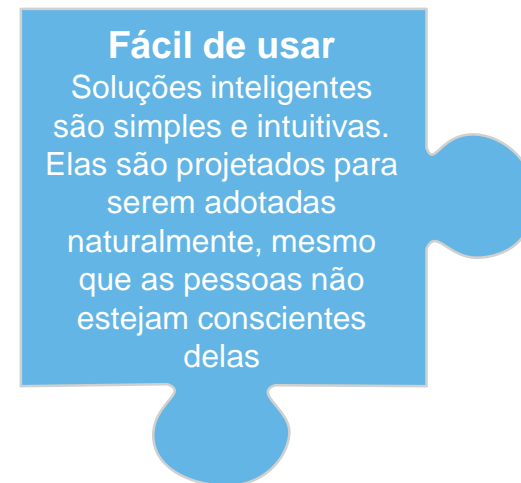 Fácil de usar
Soluções inteligentes
são simples e intuitivas.
Elas são projetados para
serem adotadas
naturalmente, mesmo
que as pessoas não
estejam conscientes
delas